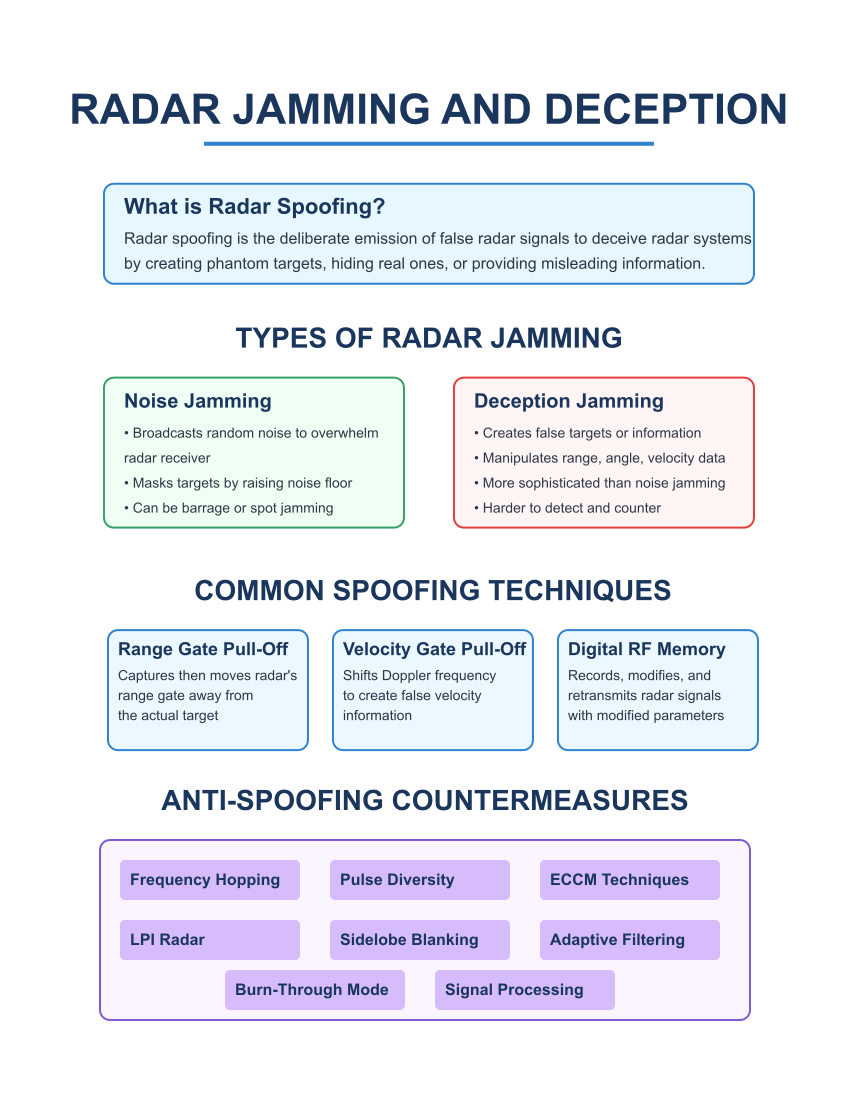 RADAR JAMMING AND DECEPTION
What is Radar Spoofing?
Radar spoofing is the deliberate emission of false radar signals to deceive radar systems
by creating phantom targets, hiding real ones, or providing misleading information.
TYPES OF RADAR JAMMING
Noise Jamming
• Broadcasts random noise to overwhelm
radar receiver
• Masks targets by raising noise floor
• Can be barrage or spot jamming
Deception Jamming
• Creates false targets or information
• Manipulates range, angle, velocity data
• More sophisticated than noise jamming
• Harder to detect and counter
COMMON SPOOFING TECHNIQUES
Range Gate Pull-Off
Captures then moves radar's
range gate away from
the actual target
Velocity Gate Pull-Off
Shifts Doppler frequency
to create false velocity
information
Digital RF Memory
Records, modifies, and
retransmits radar signals
with modified parameters
ANTI-SPOOFING COUNTERMEASURES
Frequency Hopping
Pulse Diversity
ECCM Techniques
LPI Radar
Sidelobe Blanking
Adaptive Filtering
Burn-Through Mode
Signal Processing